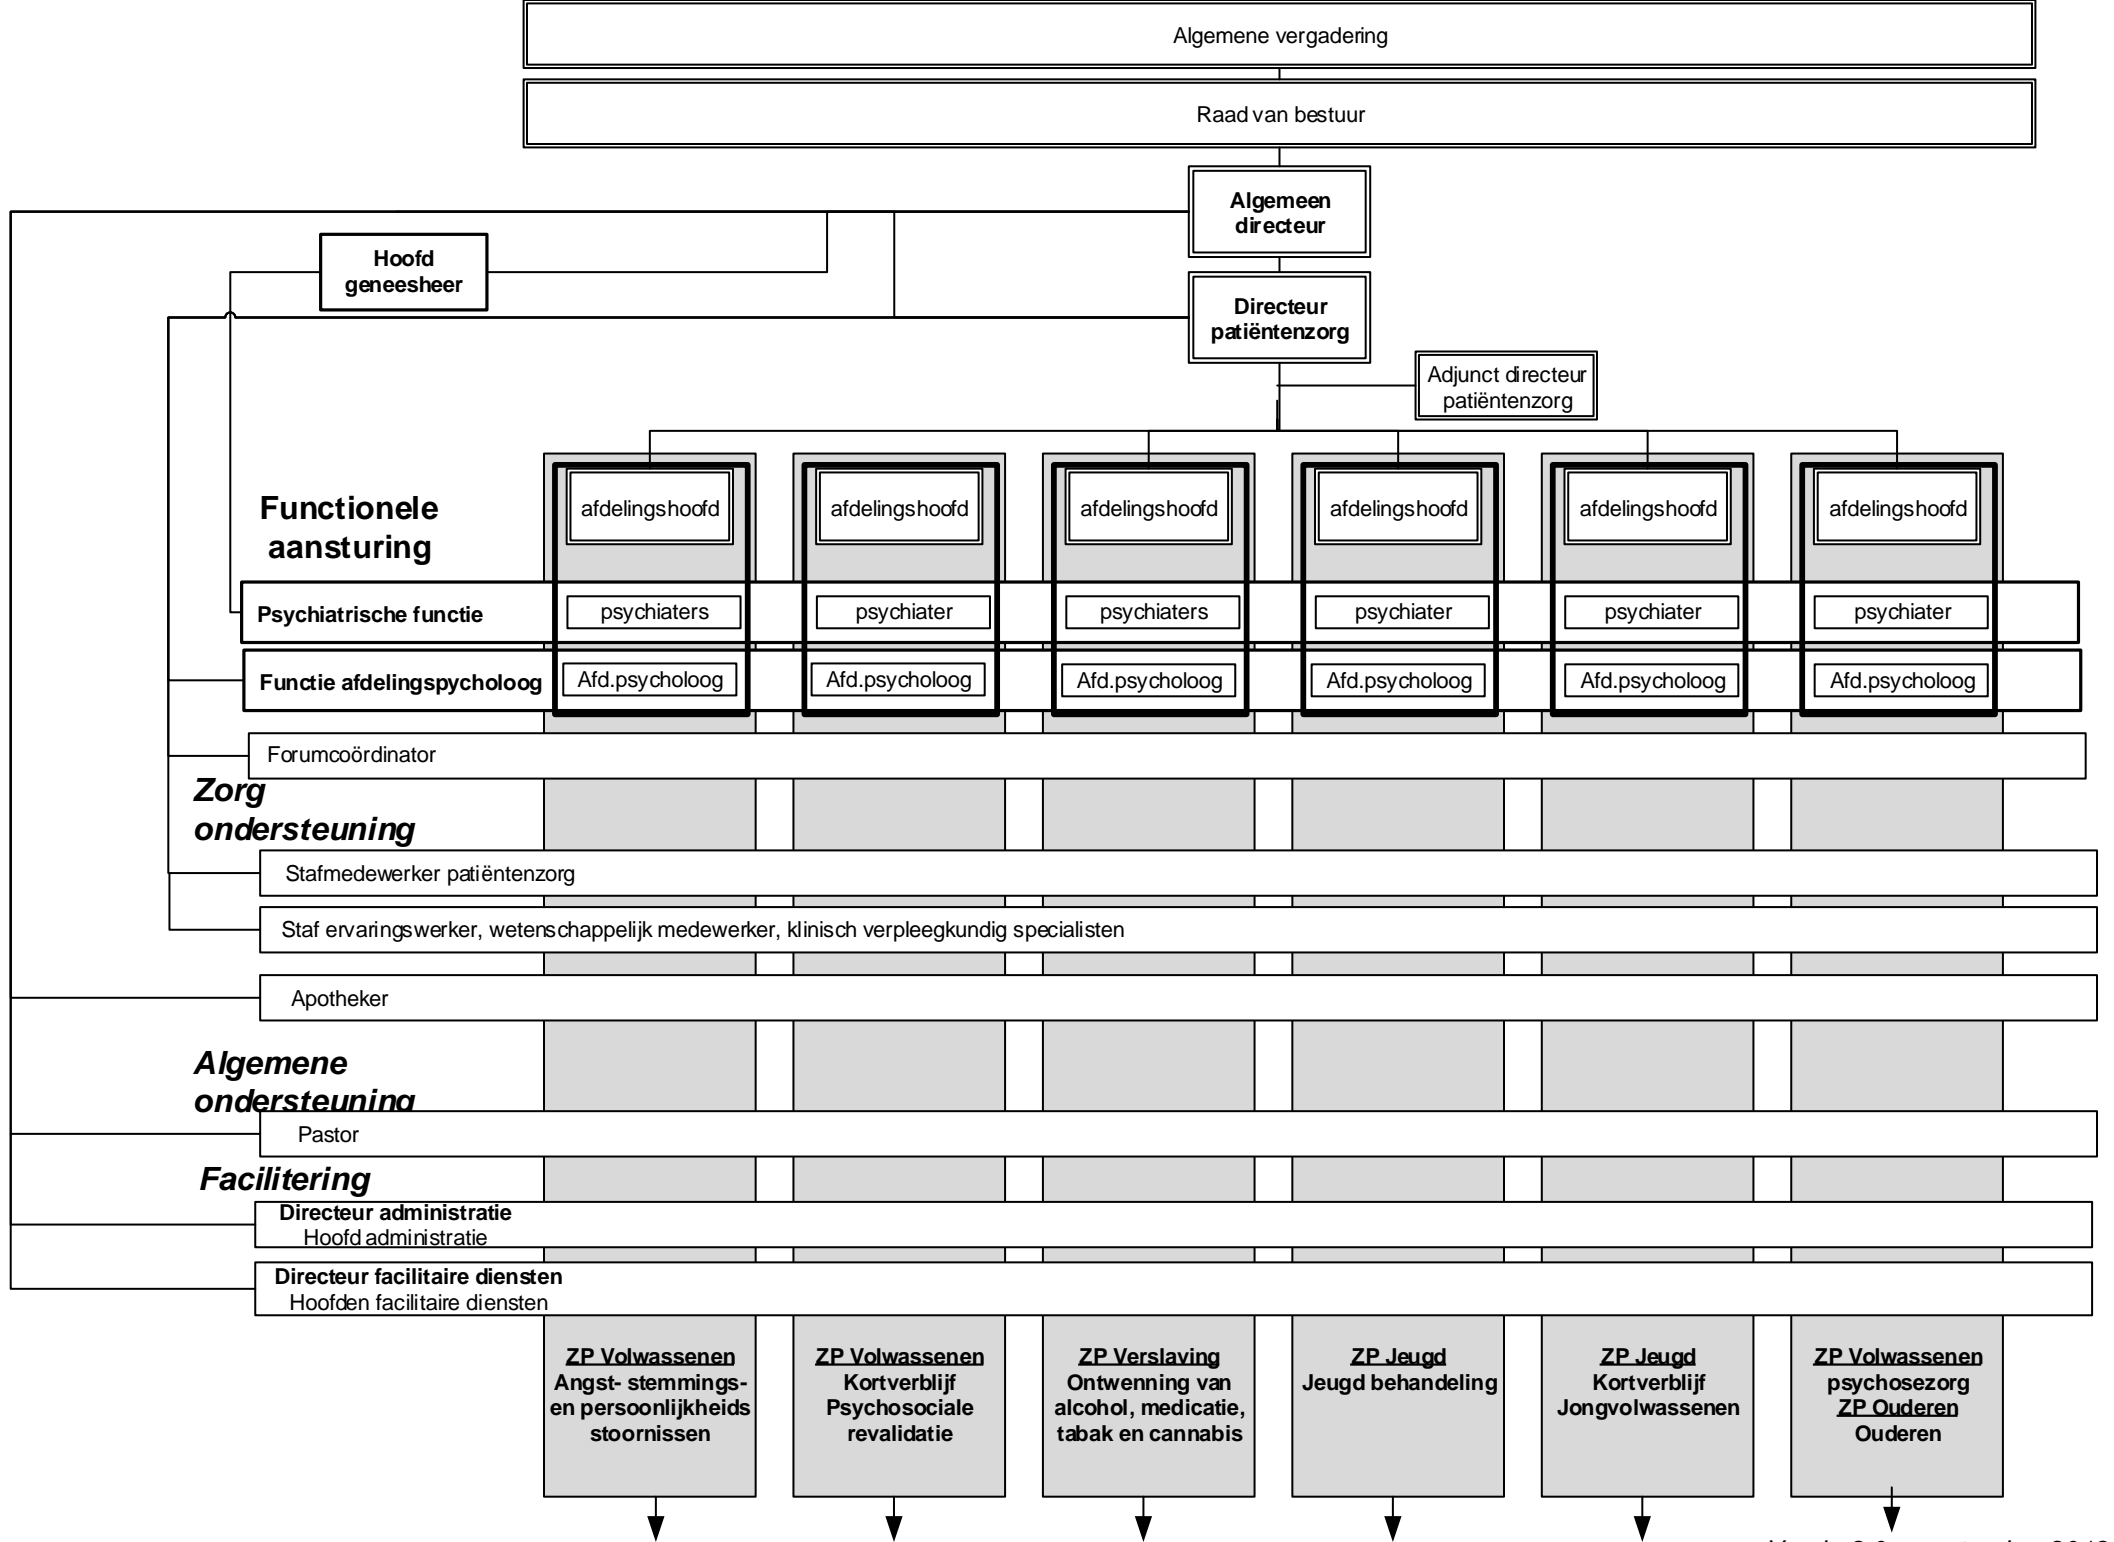 Algemene vergadering
Raad van bestuur
Algemeen
directeur
Hoofd
geneesheer
Directeur
patiëntenzorg
Adjunct directeur
patiëntenzorg
Functionele
aansturing
afdelingshoofd
afdelingshoofd
afdelingshoofd
afdelingshoofd
afdelingshoofd
afdelingshoofd
Psychiatrische functie
psychiaters
psychiater
psychiaters
psychiater
psychiater
psychiater
Functie afdelingspycholoog
Afd.psycholoog
Afd.psycholoog
Afd.psycholoog
Afd.psycholoog
Afd.psycholoog
Afd.psycholoog
Forumcoördinator
Zorg
ondersteuning
Stafmedewerker patiëntenzorg
Staf ervaringswerker, wetenschappelijk medewerker, klinisch verpleegkundig specialisten
Apotheker
Algemene
ondersteuning
Pastor
Facilitering
Directeur administratie
Hoofd administratie
Directeur facilitaire diensten
Hoofden facilitaire diensten
ZP Volwassenen
Angst- stemmings-
en persoonlijkheids
stoornissen
ZP Volwassenen
Kortverblijf
Psychosociale
revalidatie
ZP Verslaving
Ontwenning van
alcohol, medicatie,
tabak en cannabis
ZP Jeugd
Jeugd behandeling
ZP Jeugd
Kortverblijf
Jongvolwassenen
ZP Volwassenen
psychosezorg
ZP Ouderen
Ouderen